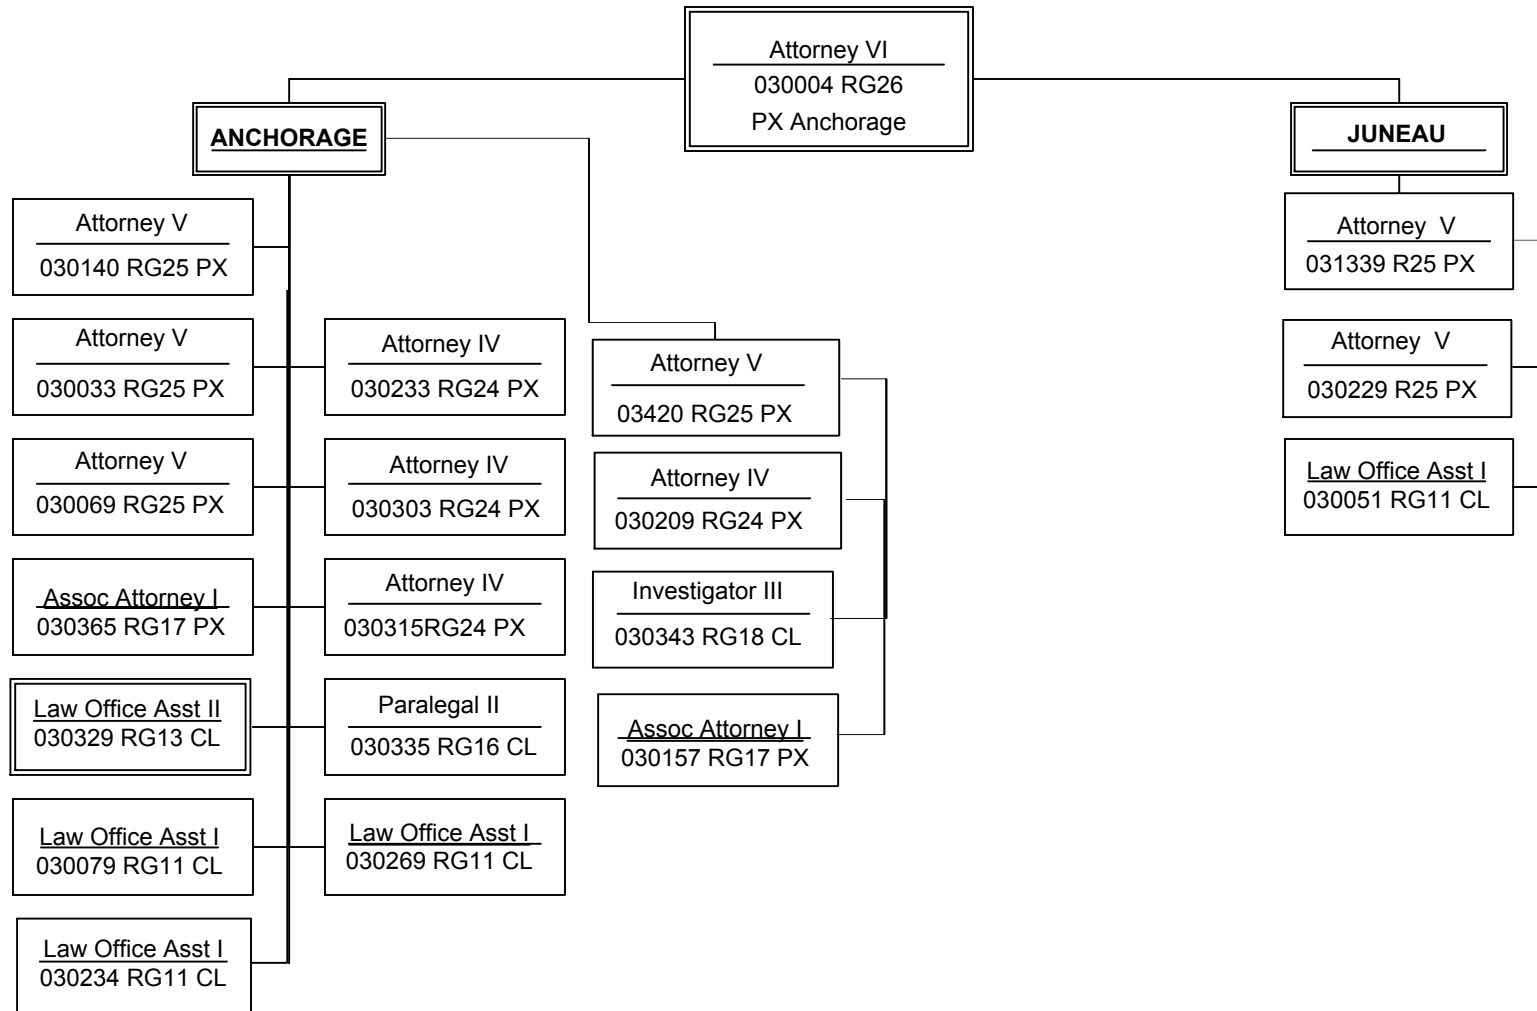 Attorney VI
030004 RG26
PX Anchorage
ANCHORAGE
JUNEAU
Attorney V
030140 RG25 PX
Attorney V
030033 RG25 PX
Attorney V
030069 RG25 PX
Assoc Attorney I
030365 RG17 PX
Law Office Asst II
030329 RG13 CL
Law Office Asst I
030079 RG11 CL
Law Office Asst I
030234 RG11 CL
Attorney IV
030233 RG24 PX
Attorney IV
030303 RG24 PX
Attorney IV
030315RG24 PX
Paralegal II
030335 RG16 CL
Law Office Asst I
030269 RG11 CL
Attorney V
03420 RG25 PX
Attorney IV
030209 RG24 PX
Investigator III
030343 RG18 CL
Assoc Attorney I
030157 RG17 PX
Attorney  V
031339 R25 PX
Attorney  V
030229 R25 PX
Law Office Asst I
030051 RG11 CL